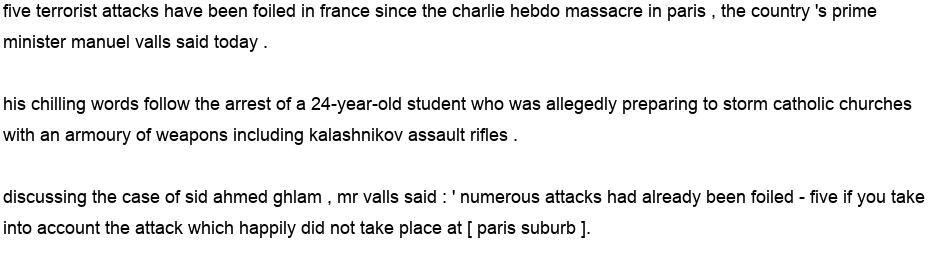 five terrorist attacks have been foiled in france since the charlie hebdo massacre in paris , the country 's prime
minister manuel valls said today .
his chilling words follow the arrest of a 24-year-old student who was allegedly preparing to storm catholic churches
with an armoury of weapons including kalashnikov assault rifles .
discussing the case of sid ahmed ghlam , mr valls said : ' numerous attacks had already been foiled - five if you take
into account the attack which happily did not take place at [ paris suburb ].